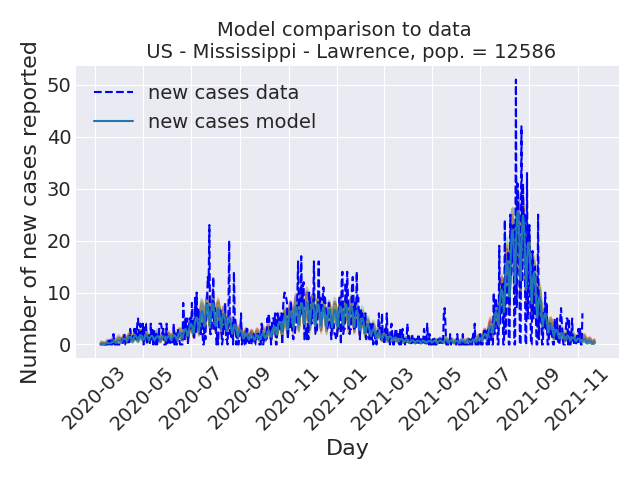 Model comparison to data
US - Mississippi - Lawrence, pop. = 12586
Number of new cases reported
50
40
30
20
10
0
new cases data
new cases model
2020-03
2020-05
2020-07
2020-09
2020-11
2021-01
2021-03
2021-05
2021-07
2021-09
2021-11
Day